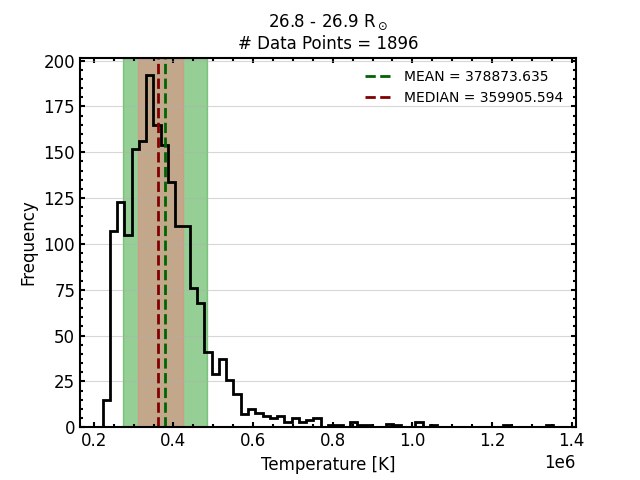 26.8 - 26.9 R⊙
# Data Points = 1896
MEAN = 378873.635
MEDIAN = 359905.594
Frequency
200
175
150
125
100
75
50
25
0
0.2 0.4 0.6 0.8 1.0 1.2 1.4
1e6
Temperature [K]